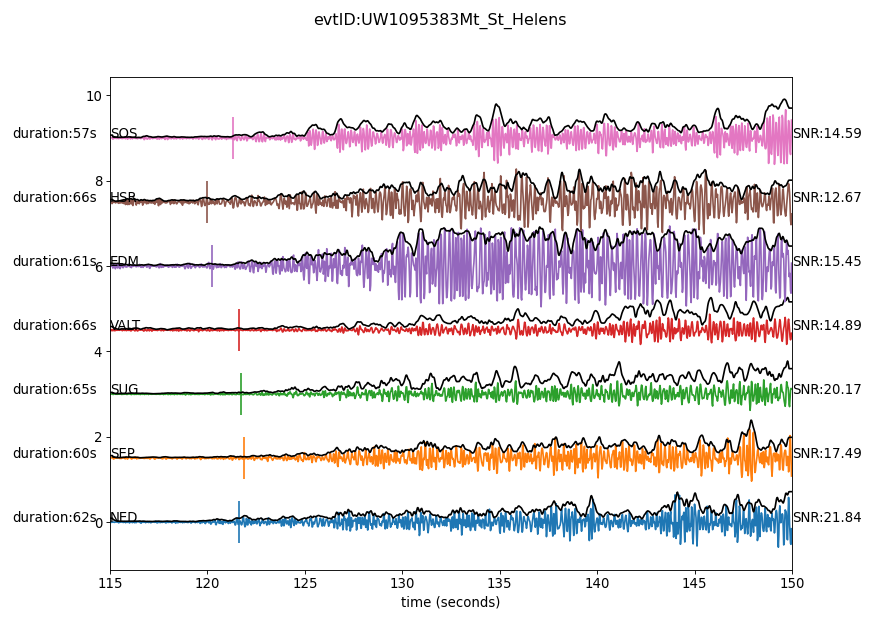 evtID:UW1095383Mt_St_Helens
10
duration:57s SOS SNR:14.59
8
duration:66s HSR SNR:12.67
duration:61s EDM SNR:15.45
6
duration:66s VALT SNR:14.89
4
duration:65s SUG SNR:20.17
2
duration:60s SEP SNR:17.49
duration:62s NED SNR:21.84
0
115 120 125 130 135 140 145 150
time (seconds)